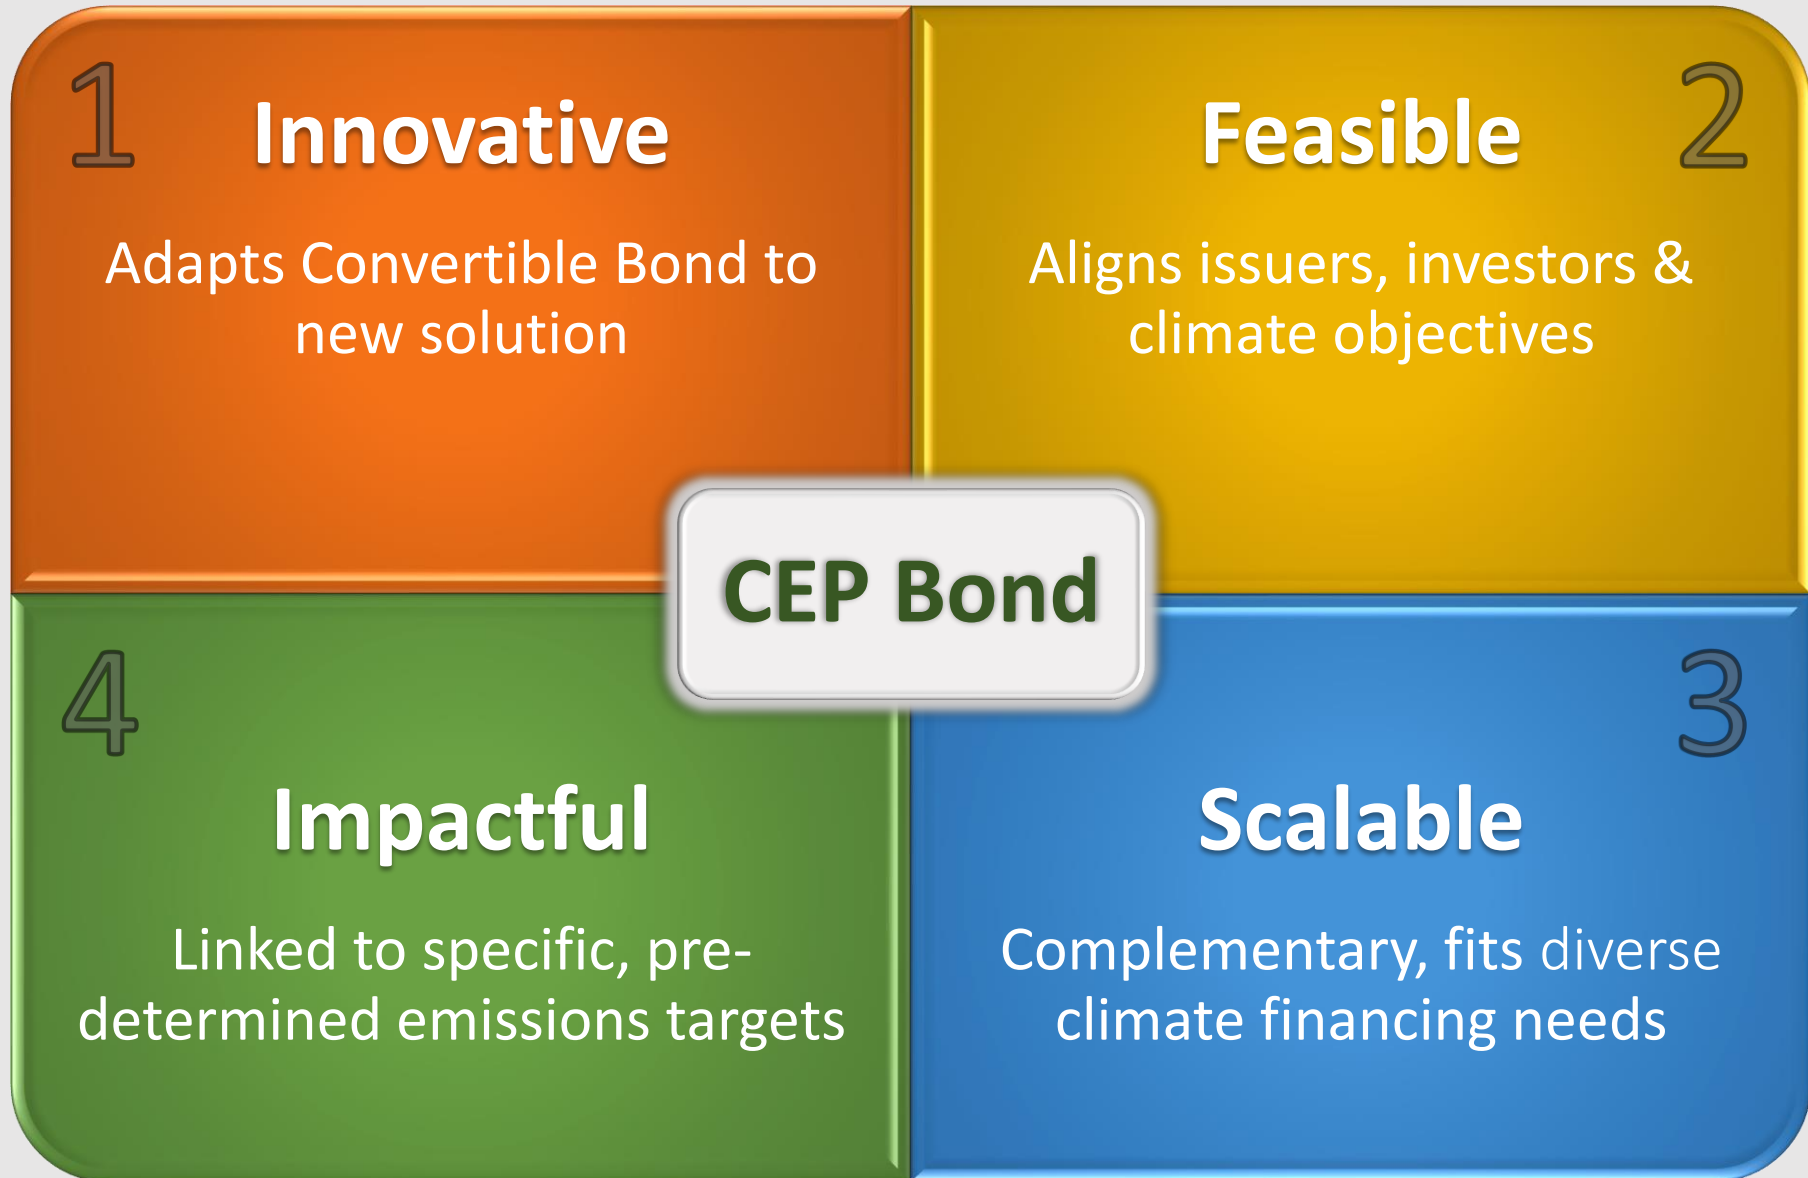 1
Innovative
Adapts Convertible Bond to
new solution
2
Feasible
Aligns issuers, investors &
climate objectives
CEP Bond
3
Scalable
Complementary, fits diverse
climate financing needs
4
Impactful
Linked to specific, pre-
determined emissions targets